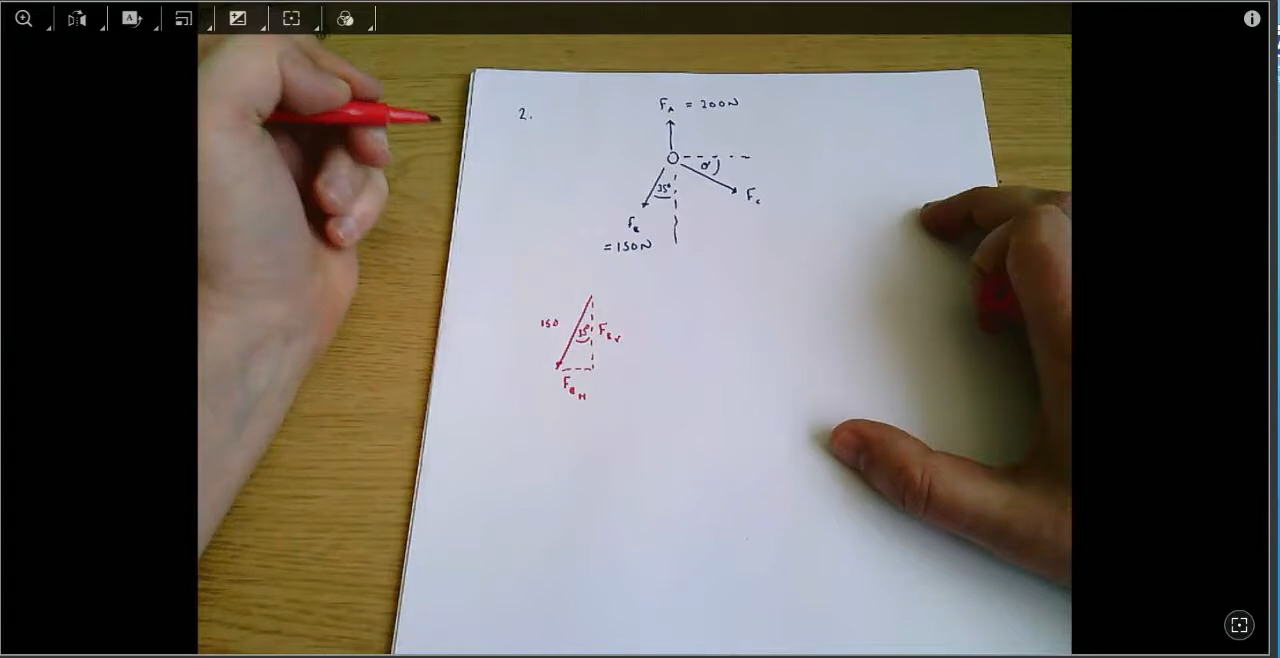 2.
F_A = 200N
α
35°
F_C
F_B
= 150N
150
35°
F_BV
F_BH